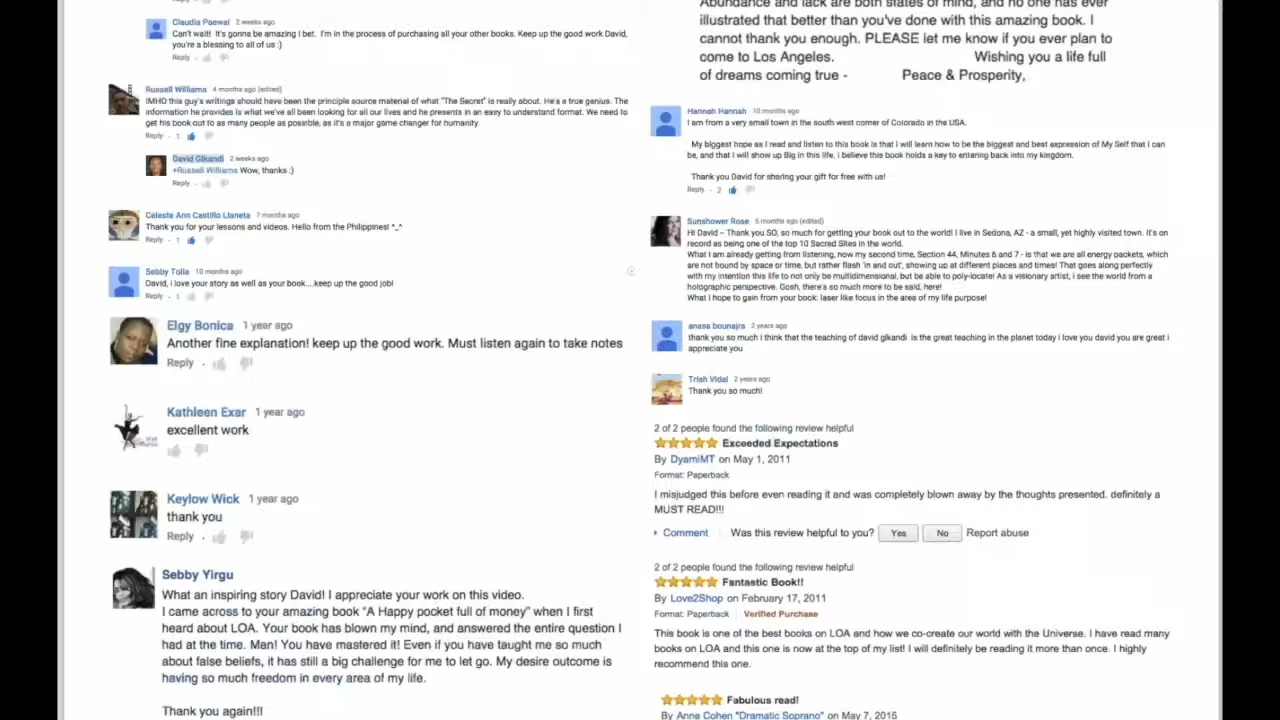 Claudia Paewal 2 weeks ago
Can't wait! It's gonna be amazing I bet. I'm in the process of purchasing all your other books. Keep up the good work David,
you're a blessing to all of us :)
Reply
Russell Williams 4 months ago (edited)
IMHO this guy's writings should have been the principle source material of what "The Secret" is really about. He's a true genius. The
information he provides is what we've all been looking for all our lives and he presents in an easy to understand format. We need to
get his book out to as many people as possible, as it's a major game changer for humanity
Reply · 1
David Gikandi 2 weeks ago
+Russell Williams Wow, thanks :)
Reply
Celeste Ann Castillo Llaneta 7 months ago
Thank you for your lessons and videos. Hello from the Philippines! ^_^
Reply · 1
Sebby Tolla 10 months ago
David, i love your story as well as your book....keep up the good job!
Reply · 1
Elgy Bonica 1 year ago
Another fine explanation! keep up the good work. Must listen again to take notes
Reply ·
Kathleen Exar 1 year ago
excellent work
Keylow Wick 1 year ago
thank you
Reply ·
Sebby Yirgu
What an inspiring story David! I appreciate your work on this video.
I came across to your amazing book "A Happy pocket full of money" when I first
heard about LOA. Your book has blown my mind, and answered the entire question I
had at the time. Man! You have mastered it! Even if you have taught me so much
about false beliefs, it has still a big challenge for me to let go. My desire outcome is
having so much freedom in every area of my life.
Thank you again!!!
Abundance and lack are both states of mind, and no one has ever
illustrated that better than you've done with this amazing book. I
cannot thank you enough. PLEASE let me know if you ever plan to
come to Los Angeles. Wishing you a life full
of dreams coming true - Peace & Prosperity,
Hannah Hannah 10 months ago
I am from a very small town in the south west corner of Colorado in the USA.
My biggest hope as I read and listen to this book is that I will learn how to be the biggest and best expression of My Self that I can
be, and that I will show up Big in this life. i believe this book holds a key to entering back into my kingdom.
Thank you David for sharing your gift for free with us!
Reply · 2
Sunshower Rose 5 months ago (edited)
Hi David – Thank you SO, so much for getting your book out to the world! I live in Sedona, AZ - a small, yet highly visited town. It's on
record as being one of the top 10 Sacred Sites in the world.
What I am already getting from listening, now my second time, Section 44, Minutes 6 and 7 - is that we are all energy packets, which
are not bound by space or time, but rather flash 'in and out', showing up at different places and times! That goes along perfectly
with my intention this life to not only be multidimensional, but be able to poly-locate! As a visionary artist, i see the world from a
holographic perspective. Gosh, there's so much more to be said, here!
What I hope to gain from your book: laser like focus in the area of my life purpose!
anasa bounajra 2 years ago
thank you so much I think that the teaching of david gikandi is the great teaching in the planet today i love you david you are great i
appreciate you
Trish Vidal 2 years ago
Thank you so much!
2 of 2 people found the following review helpful
Exceeded Expectations
By DyamiMT on May 1, 2011
Format: Paperback
I misjudged this before even reading it and was completely blown away by the thoughts presented. definitely a
MUST READ!!!
Comment Was this review helpful to you? Yes No Report abuse
2 of 2 people found the following review helpful
Fantastic Book!!
By Love2Shop on February 17, 2011
Format: Paperback Verified Purchase
This book is one of the best books on LOA and how we co-create our world with the Universe. I have read many
books on LOA and this one is now at the top of my list! I will definitely be reading it more than once. I highly
recommend this one.
Fabulous read!
By Anne Cohen "Dramatic Soprano" on May 7, 2015